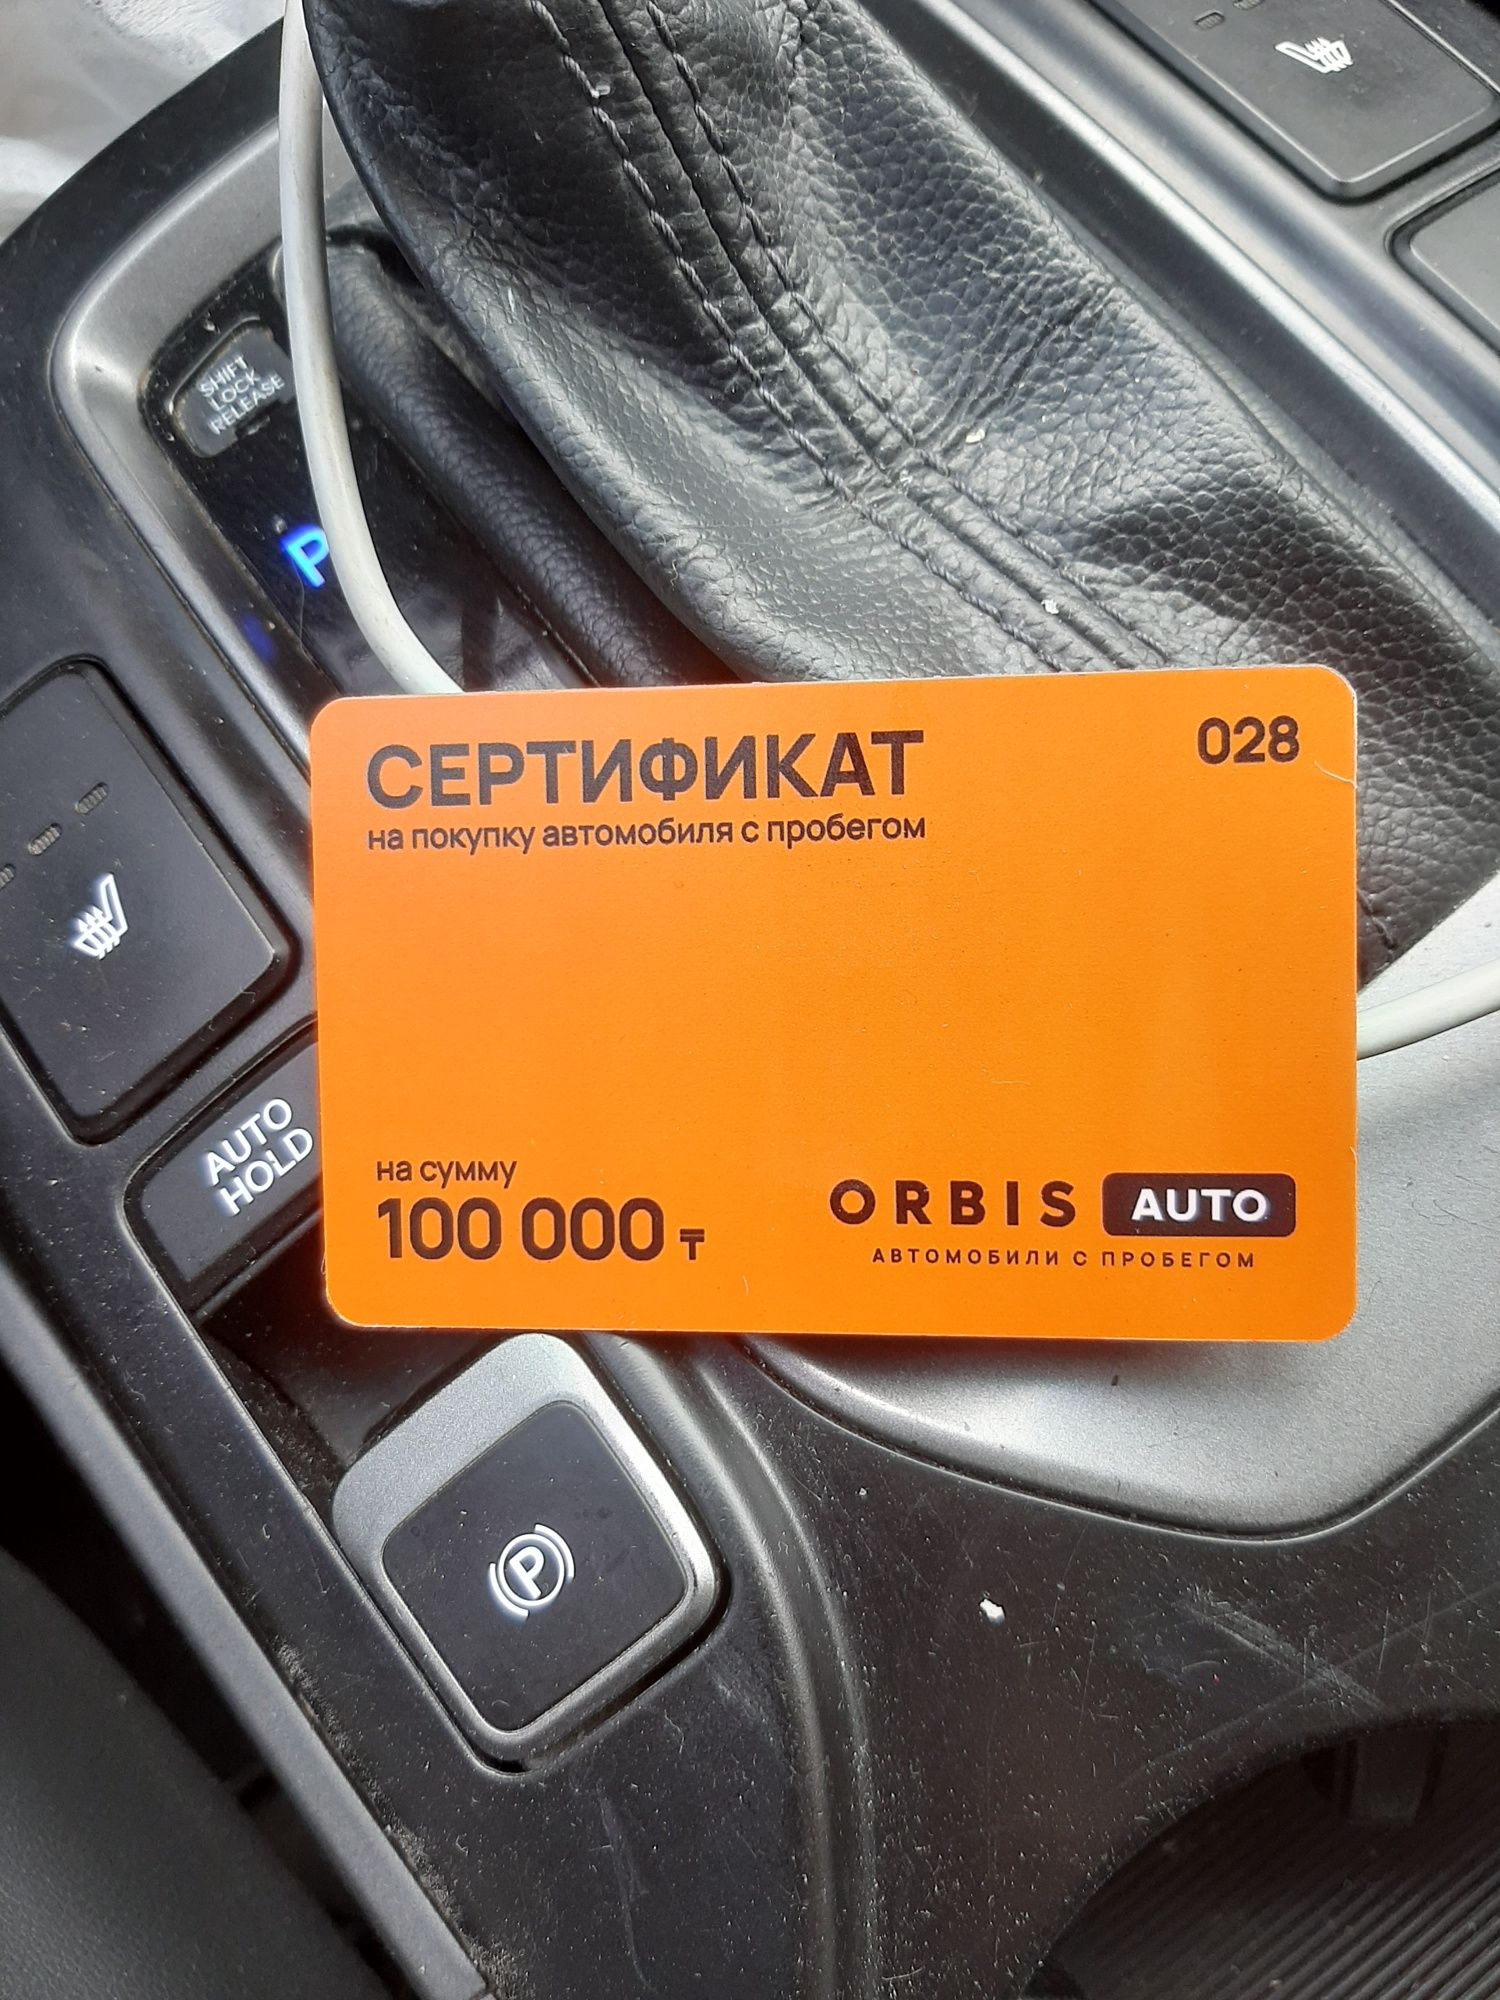 SHIFT
LOCK
RELEASE
P
СЕРТИФИКАТ
028
на покупку автомобиля с пробегом
AUTO
HOLD
на сумму
100 000 ₸
ORBIS AUTO
АВТОМОБИЛИ С ПРОБЕГОМ
P